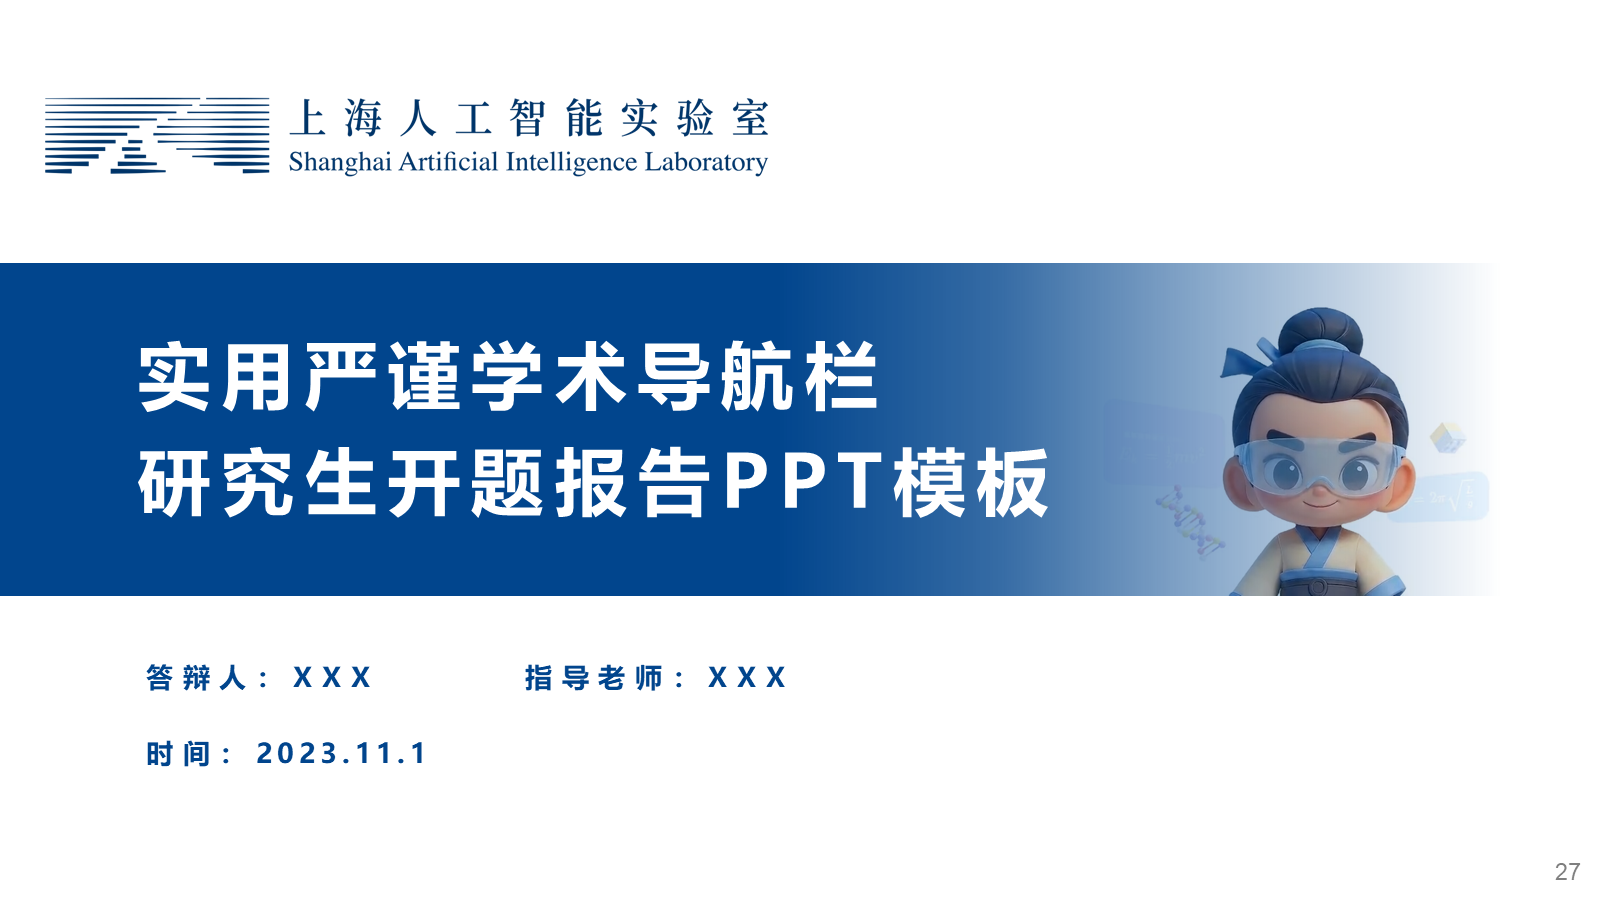 上海人工智能实验室
Shanghai Artificial Intelligence Laboratory
实用严谨学术导航栏
研究生开题报告PPT模板
答辩人：XXX 指导老师：XXX
时间：2023.11.1
27